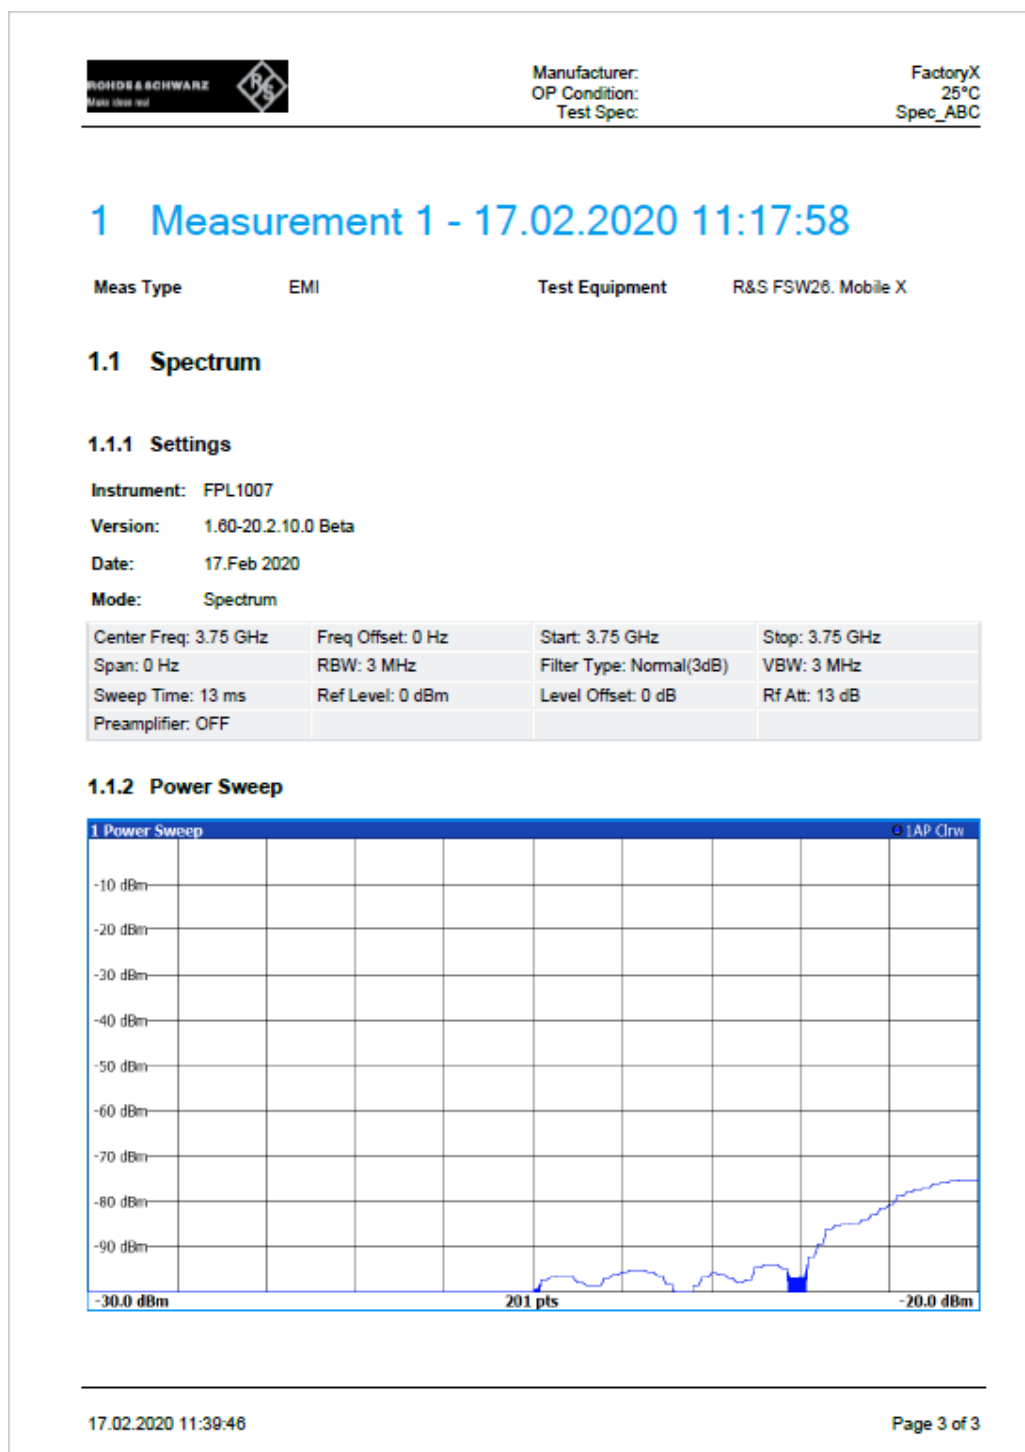 ROHDE & SCHWARZ
Make ideas real
R&S
Manufacturer: FactoryX
OP Condition: 25°C
Test Spec: Spec_ABC
1 Measurement 1 - 17.02.2020 11:17:58
Meas Type EMI Test Equipment R&S FSW26. Mobile X
1.1 Spectrum
1.1.1 Settings
Instrument: FPL1007
Version: 1.60-20.2.10.0 Beta
Date: 17.Feb 2020
Mode: Spectrum
Center Freq: 3.75 GHz Freq Offset: 0 Hz Start: 3.75 GHz Stop: 3.75 GHz
Span: 0 Hz RBW: 3 MHz Filter Type: Normal(3dB) VBW: 3 MHz
Sweep Time: 13 ms Ref Level: 0 dBm Level Offset: 0 dB Rf Att: 13 dB
Preamplifier: OFF
1.1.2 Power Sweep
1 Power Sweep 1AP Clrw
-10 dBm
-20 dBm
-30 dBm
-40 dBm
-50 dBm
-60 dBm
-70 dBm
-80 dBm
-90 dBm
-30.0 dBm 201 pts -20.0 dBm
17.02.2020 11:39:46 Page 3 of 3